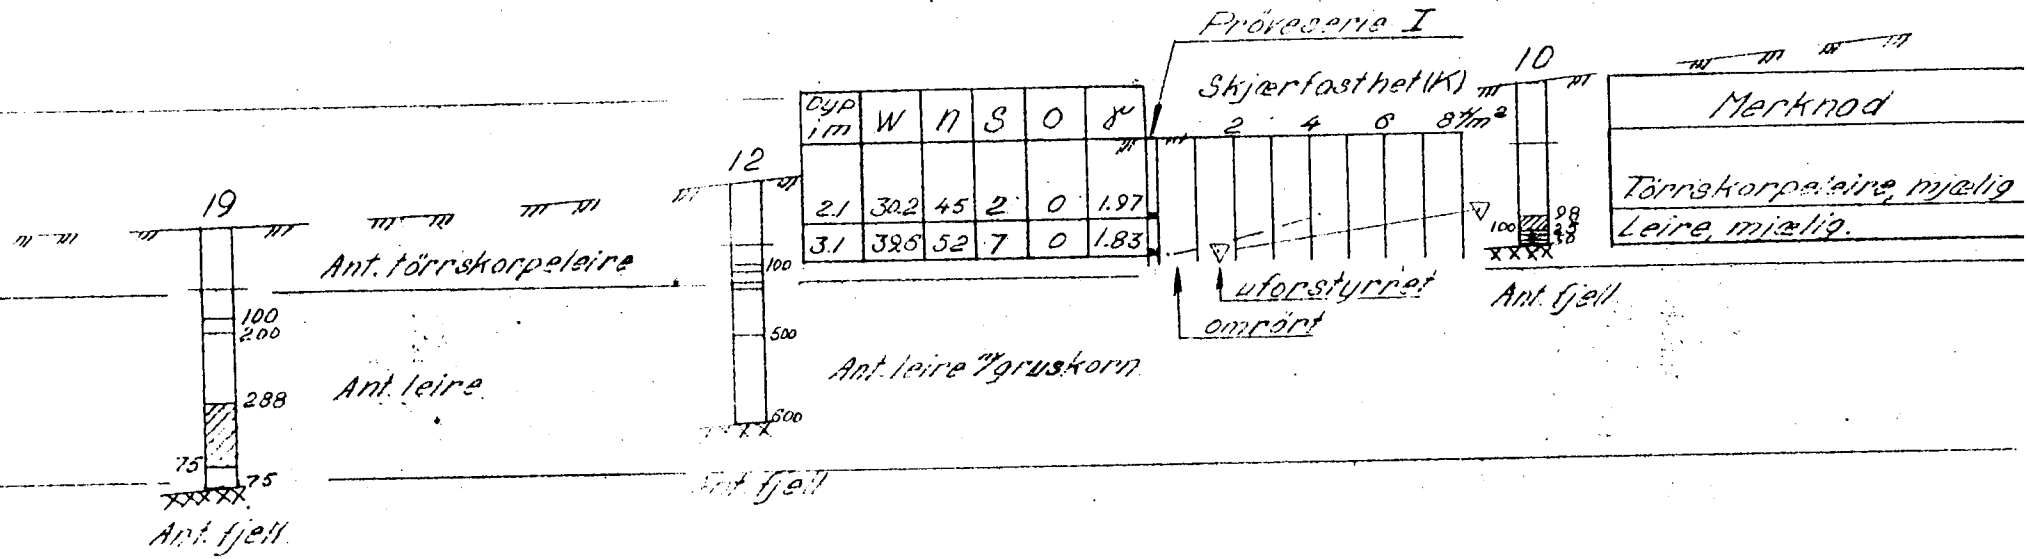 Pröveserie I
Skjærfasthet (K)
2 4 6 8 t/m²
10
Merknad
Dyp i m W n S O γ
2.1 30.2 45 2 0 1.97
3.1 39.6 52 7 0 1.83
Törrskorpeleire, mjælig
Leire, mjælig.
12
19
Ant. törrskorpeleire
100
98
25
100
uforstyrret
omrört
Ant. fjell
100
200
500
Ant. leire m/gruskorn
Ant. leire
288
600
75
75
Ant. fjell
Ant. fjell